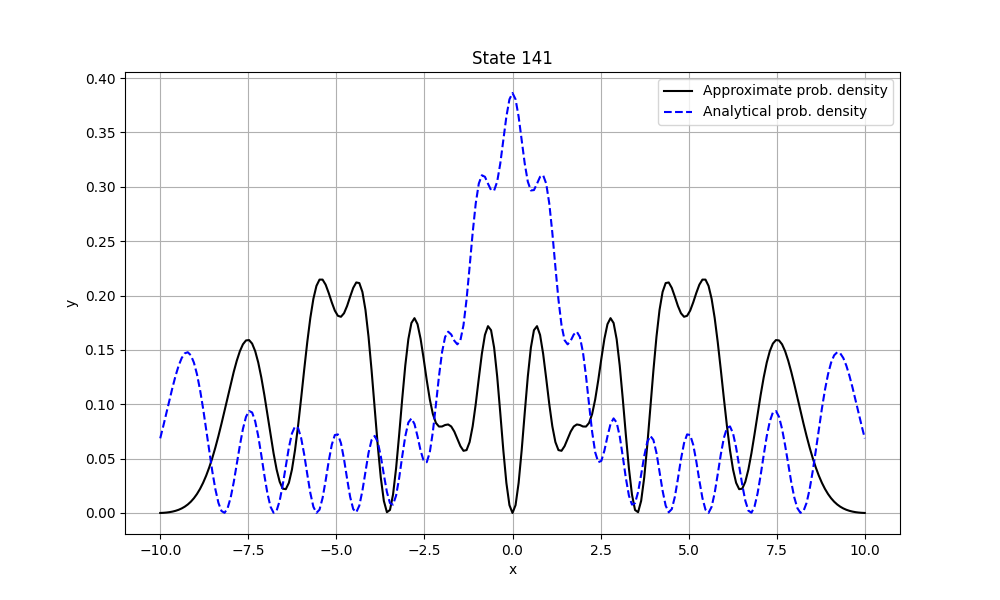 State 141
Approximate prob. density
Analytical prob. density
0.40
0.35
0.30
0.25
0.20
0.15
0.10
0.05
0.00
y
−10.0 −7.5 −5.0 −2.5 0.0 2.5 5.0 7.5 10.0
x